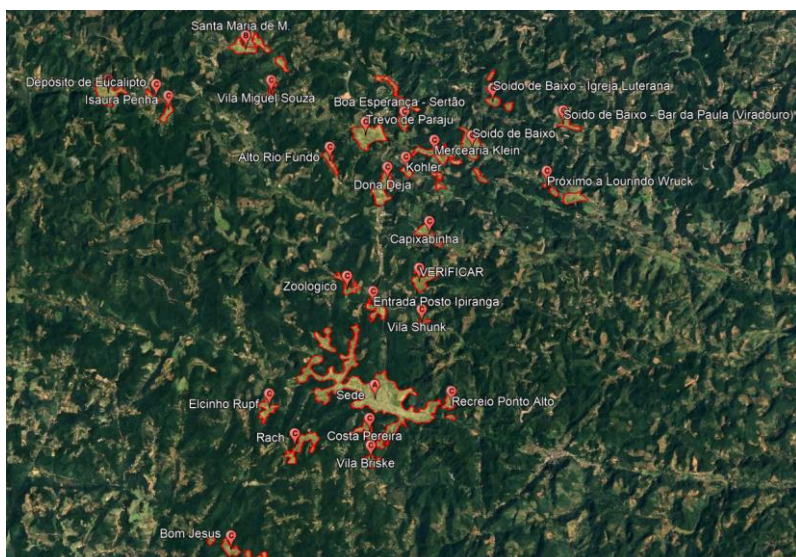 Santa Maria de M.
B
Depósito de Eucalipto
C
Isaura Penha
C
Vila Miguel Souza
C
Boa Esperança - Sertão
C
Trevo de Paraju
C
Soido de Baixo - Igreja Luterana
C
Soido de Baixo - Bar da Paula (Viradouro)
C
Soido de Baixo
C
Mercearia Klein
C
Alto Rio Fundo
C
Kohler
C
Dona Deja
C
Próximo a Lourindo Wruck
C
Capixabinha
C
Zoologico
C
VERIFICAR
C
Entrada Posto Ipiranga
C
Vila Shunk
C
Sede
A
Elcinho Rupf
C
Recreio Ponto Alto
C
Rach
C
Costa Pereira
C
Vila Briske
C
Bom Jesus
C